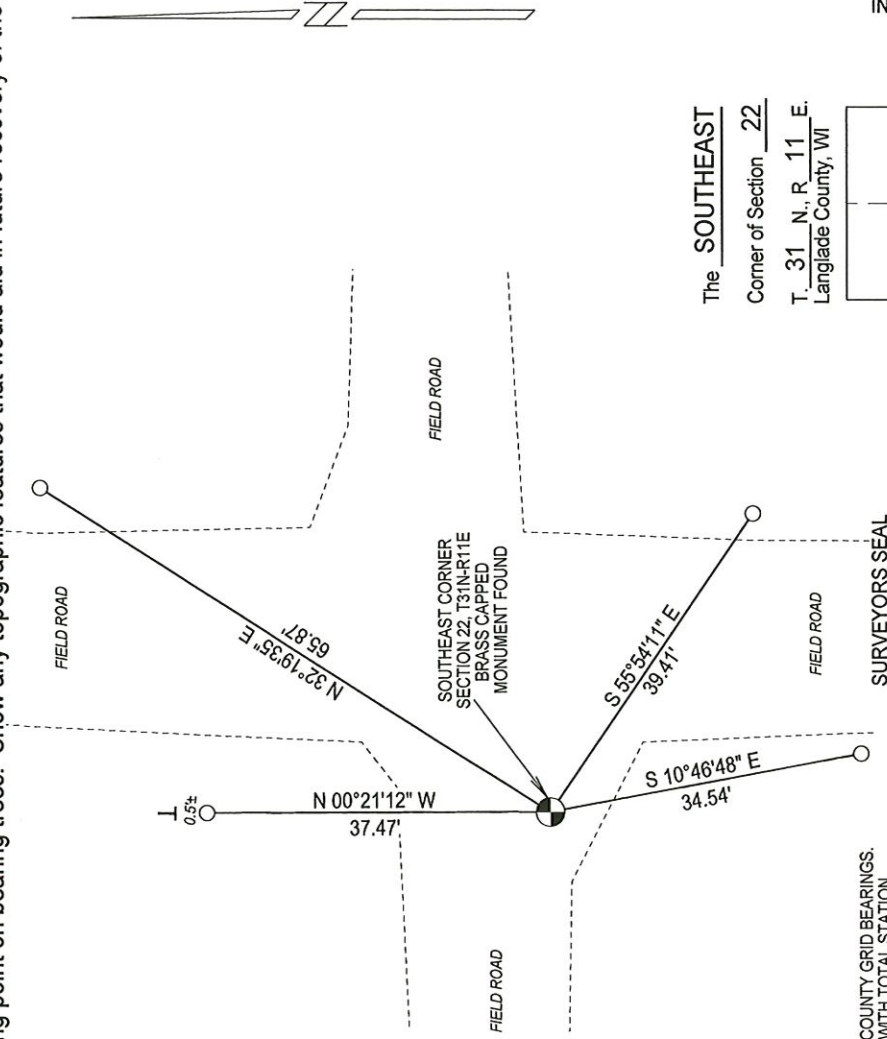 ng point on bearing trees. Show any topographic features that would aid in future recovery of the
N
FIELD ROAD
N 32°19'35" E
65.87'
FIELD ROAD
0.5'±
N 00°21'12" W
37.47'
SOUTHEAST CORNER
SECTION 22, T31N-R11E
BRASS CAPPED
MONUMENT FOUND
S 55°54'11" E
39.41'
S 10°46'48" E
34.54'
FIELD ROAD
FIELD ROAD
The SOUTHEAST
Corner of Section 22
T. 31 N., R 11 E.
Langlade County, WI
IN
SURVEYORS SEAL
COUNTY GRID BEARINGS.
WITH TOTAL STATION